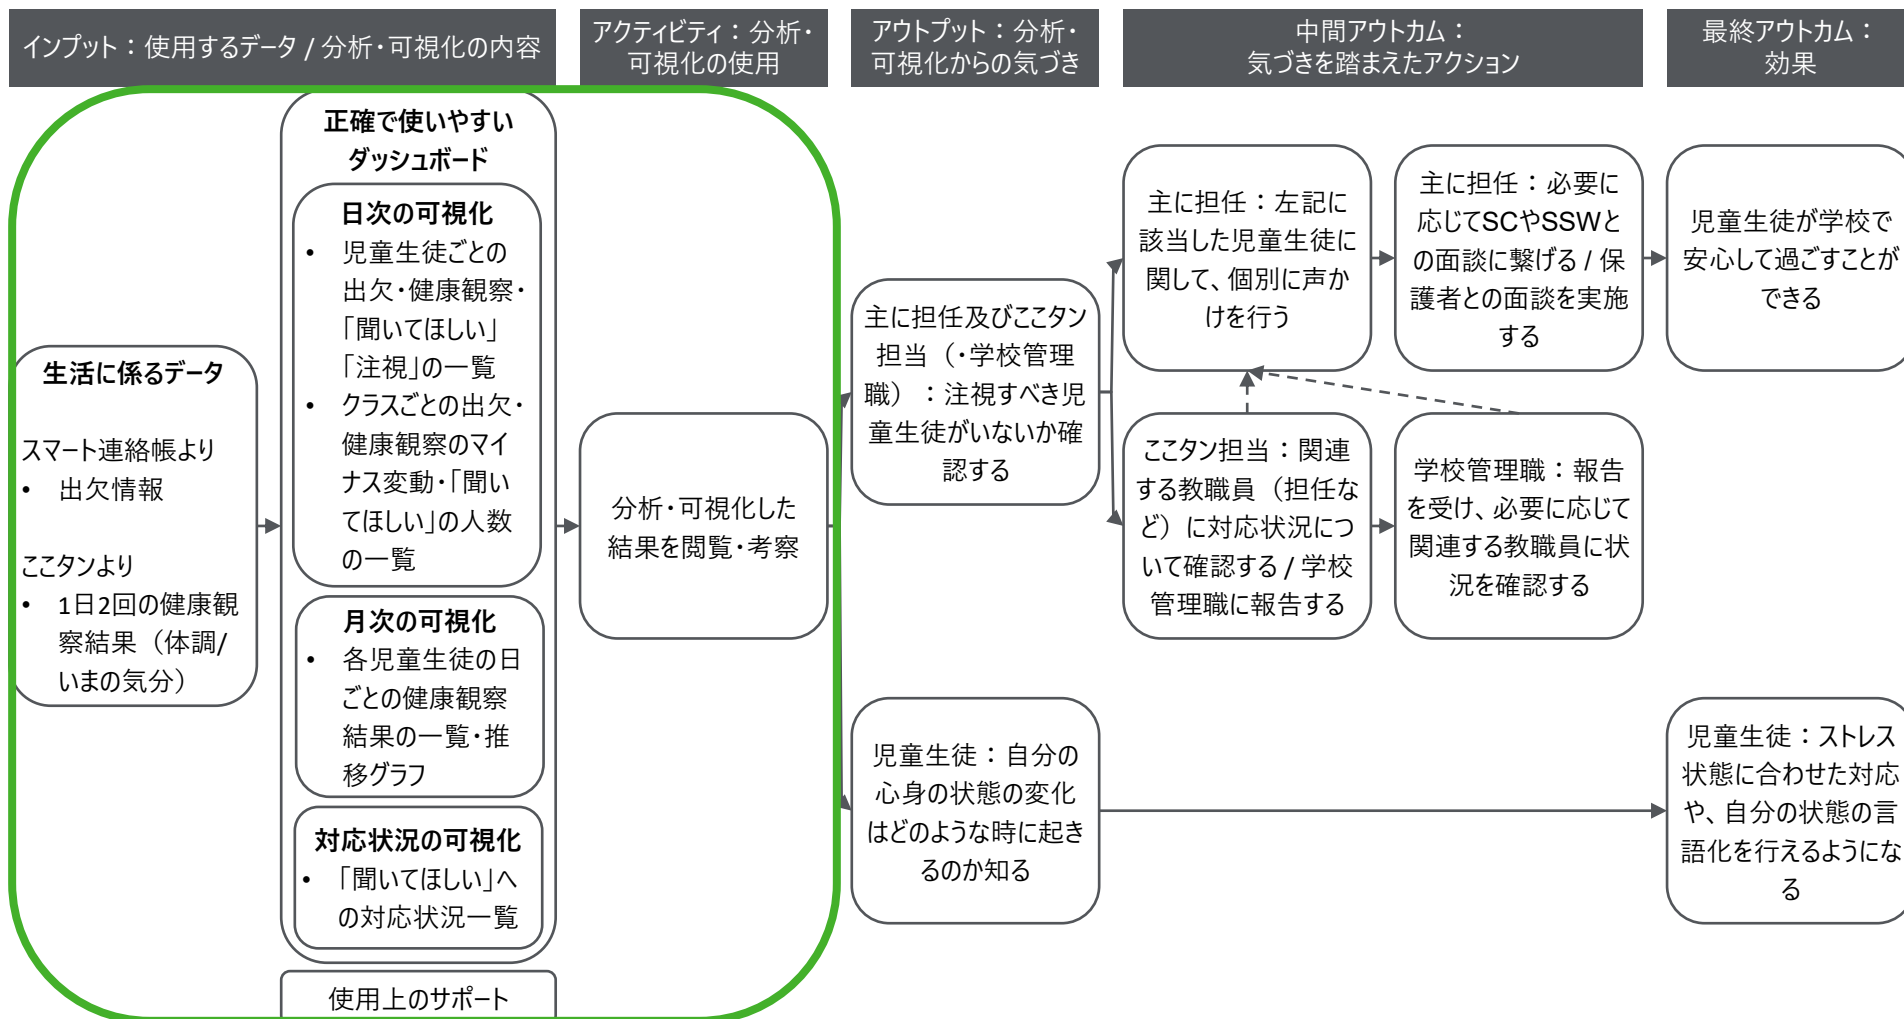 インプット：使用するデータ / 分析・可視化の内容
アクティビティ：分析・
可視化の使用
アウトプット：分析・
可視化からの気づき
中間アウトカム：
気づきを踏まえたアクション
最終アウトカム：
効果
生活に係るデータ
スマート連絡帳より
• 出欠情報
ここタンより
• 1日2回の健康観
察結果（体調/
いまの気分）
正確で使いやすい
ダッシュボード
日次の可視化
• 児童生徒ごとの
出欠・健康観察・
「聞いてほしい」
「注視」の一覧
• クラスごとの出欠・
健康観察のマイ
ナス変動・「聞い
てほしい」の人数
の一覧
月次の可視化
• 各児童生徒の日
ごとの健康観察
結果の一覧・推
移グラフ
対応状況の可視化
• 「聞いてほしい」へ
の対応状況一覧
使用上のサポート
分析・可視化した
結果を閲覧・考察
主に担任及びここタン
担当（・学校管理
職）：注視すべき児
童生徒がいないか確
認する
児童生徒：自分の
心身の状態の変化
はどのような時に起き
るのか知る
主に担任：左記に
該当した児童生徒に
関して、個別に声か
けを行う
主に担任：必要に
応じてSCやSSWと
の面談に繋げる / 保
護者との面談を実施
する
ここタン担当：関連
する教職員（担任な
ど）に対応状況につ
いて確認する / 学校
管理職に報告する
学校管理職：報告
を受け、必要に応じて
関連する教職員に状
況を確認する
児童生徒が学校で
安心して過ごすことが
できる
児童生徒：ストレス
状態に合わせた対応
や、自分の状態の言
語化を行えるようにな
る